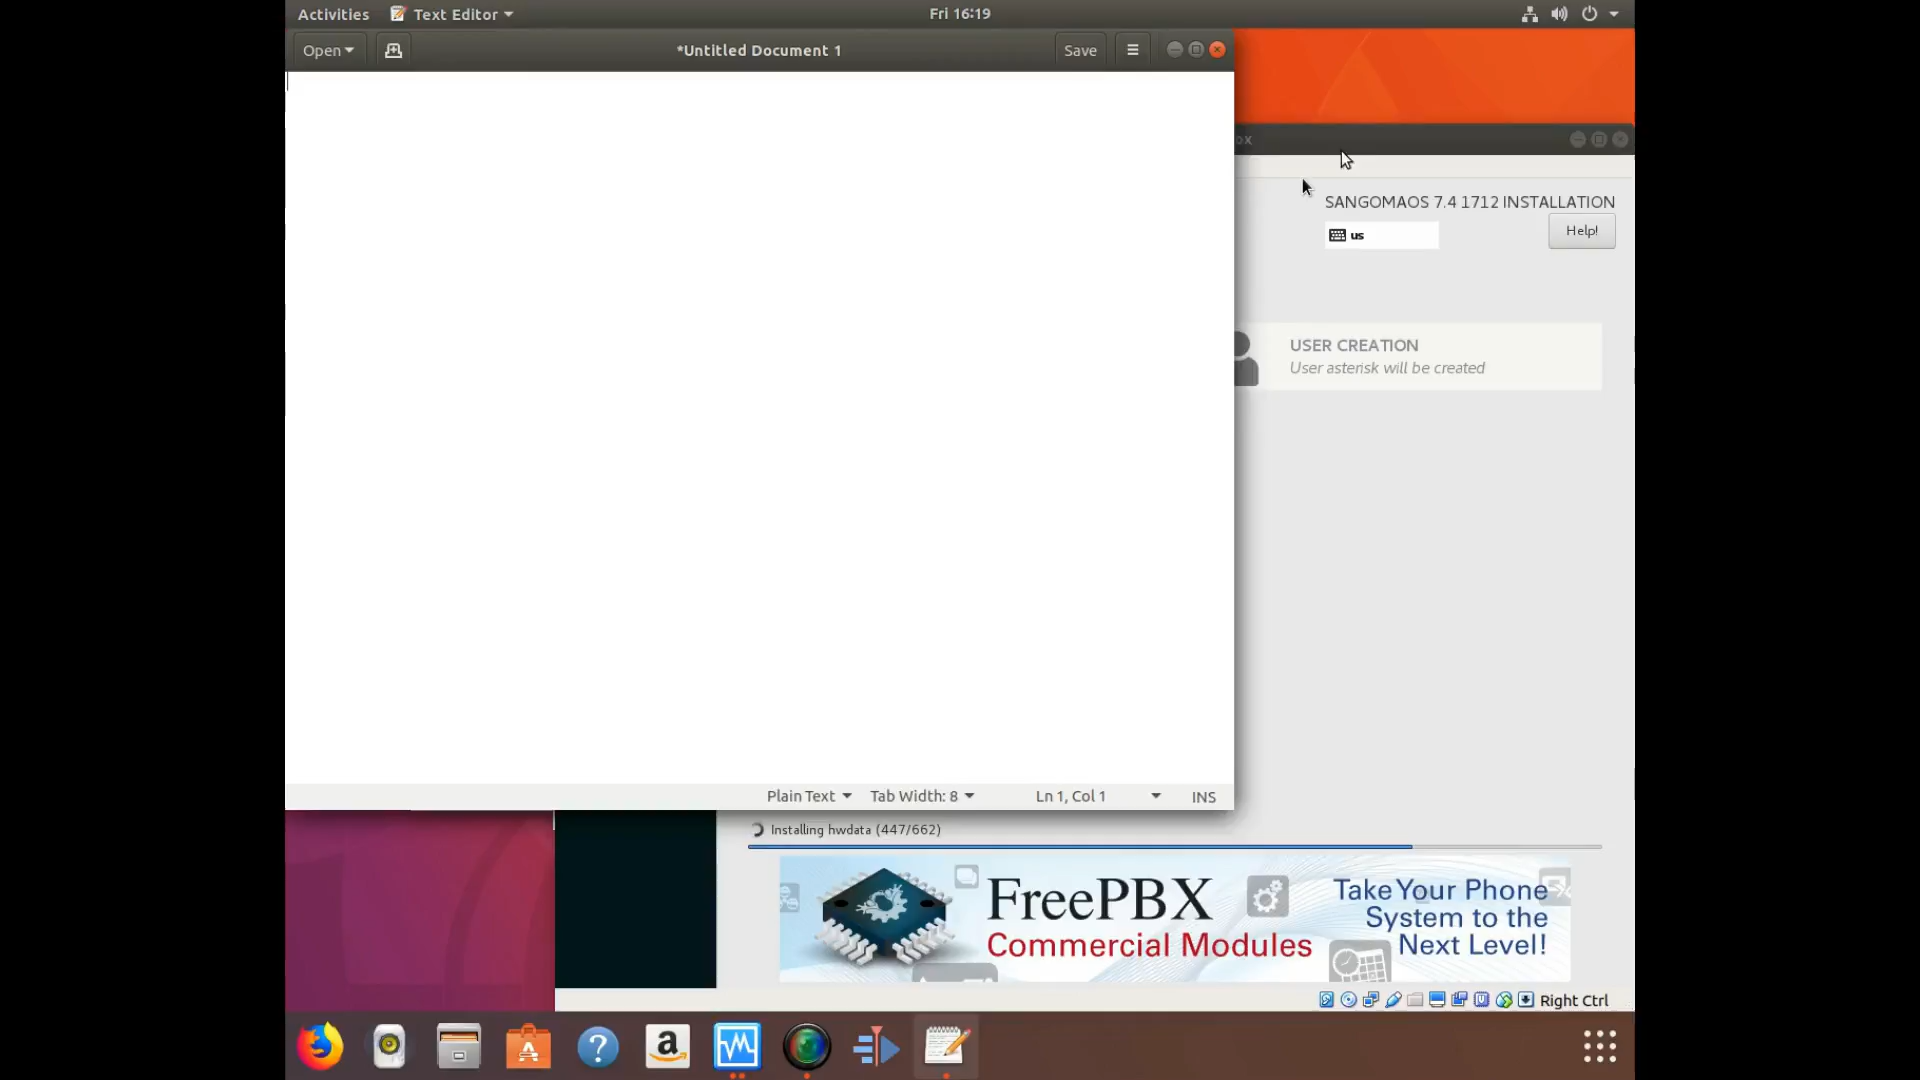 Activities
Text Editor
Fri 16:19
Open
*Untitled Document 1
Save
ox
SANGOMAOS 7.4 1712 INSTALLATION
us
Help!
USER CREATION
User asterisk will be created
Plain Text
Tab Width: 8
Ln 1, Col 1
INS
Installing hwdata (447/662)
FreePBX
Commercial Modules
Take Your Phone
System to the
Next Level!
Right Ctrl